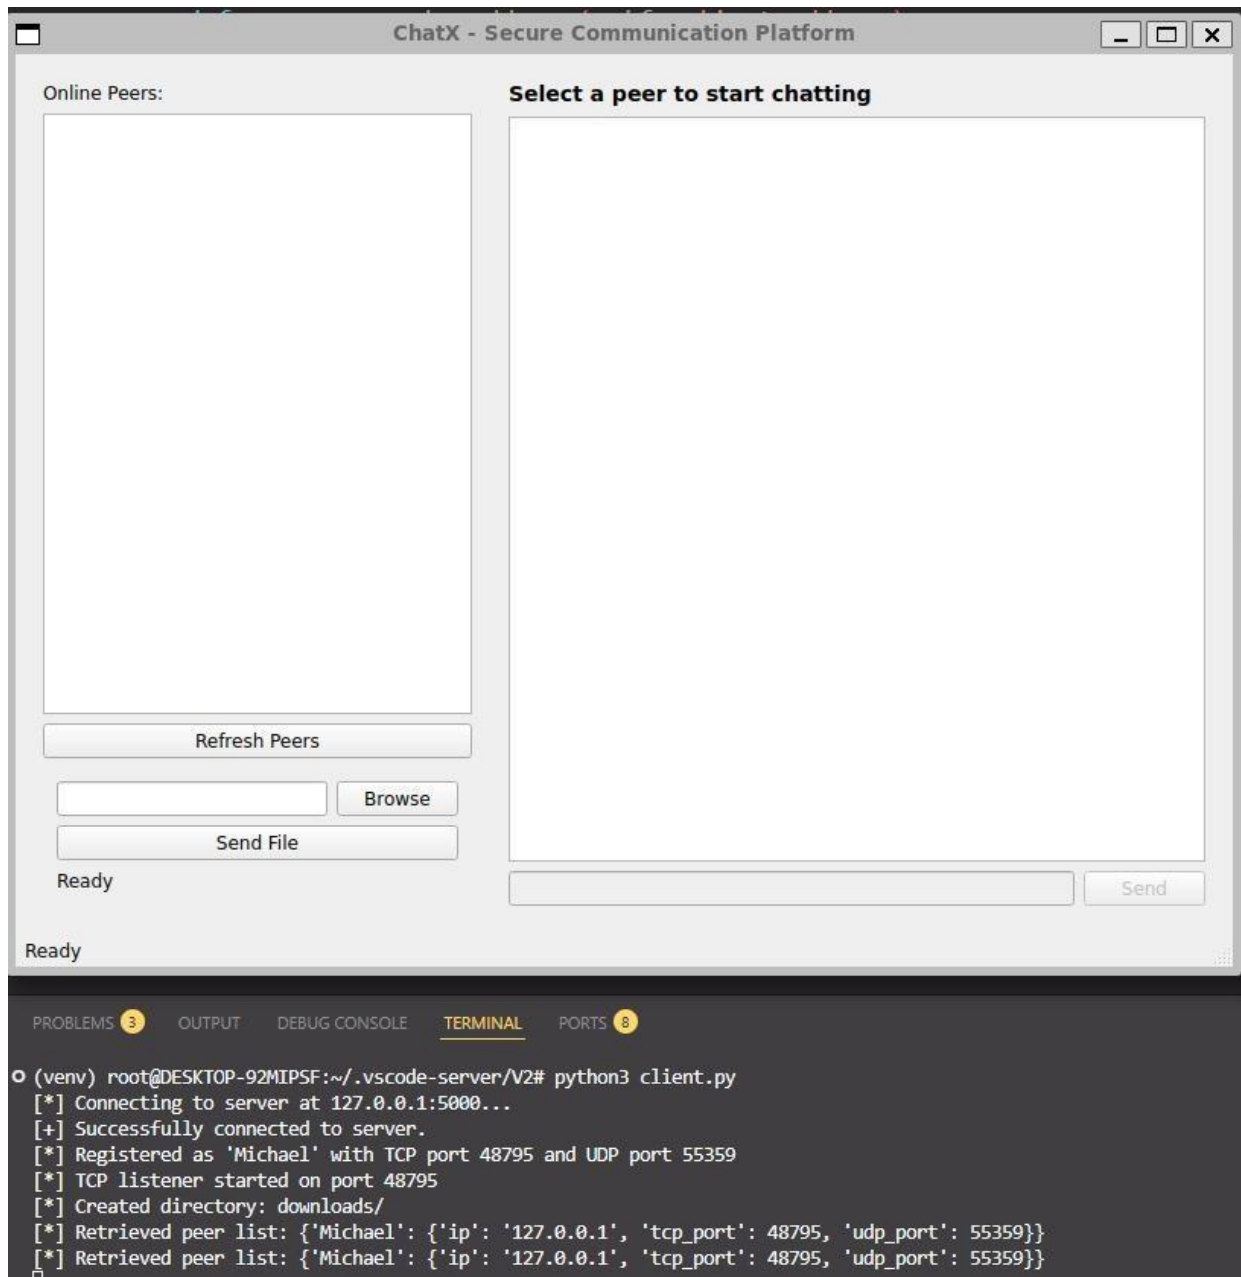 ChatX - Secure Communication Platform
Online Peers:
Select a peer to start chatting
Refresh Peers
Browse
Send File
Ready
Send
Ready
PROBLEMS 3 OUTPUT DEBUG CONSOLE TERMINAL PORTS 8
(venv) root@DESKTOP-92MIPSF:~/.vscode-server/V2# python3 client.py
[*] Connecting to server at 127.0.0.1:5000...
[+] Successfully connected to server.
[*] Registered as 'Michael' with TCP port 48795 and UDP port 55359
[*] TCP listener started on port 48795
[*] Created directory: downloads/
[*] Retrieved peer list: {'Michael': {'ip': '127.0.0.1', 'tcp_port': 48795, 'udp_port': 55359}}
[*] Retrieved peer list: {'Michael': {'ip': '127.0.0.1', 'tcp_port': 48795, 'udp_port': 55359}}